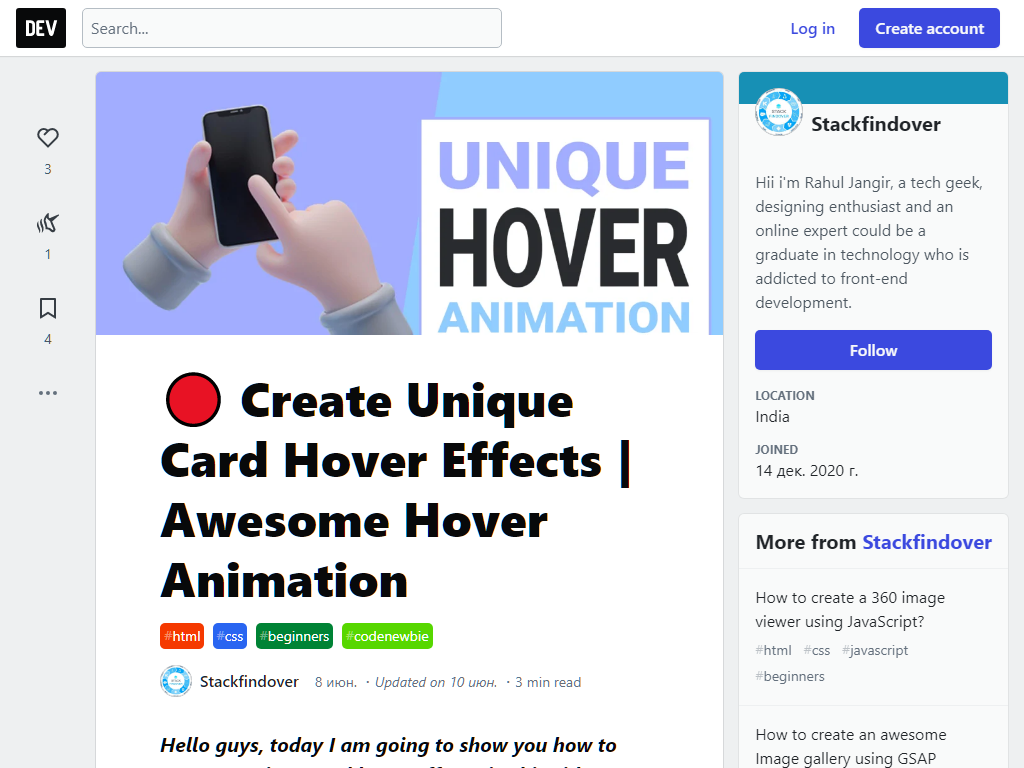 DEV
Search...
Log in
Create account
3
1
4
UNIQUE
HOVER
ANIMATION
Create Unique
Card Hover Effects |
Awesome Hover
Animation
#html #css #beginners #codenewbie
Stackfindover 8 июн. · Updated on 10 июн. · 3 min read
Hello guys, today I am going to show you how to
Stackfindover
Hii i'm Rahul Jangir, a tech geek,
designing enthusiast and an
online expert could be a
graduate in technology who is
addicted to front-end
development.
Follow
LOCATION
India
JOINED
14 дек. 2020 г.
More from Stackfindover
How to create a 360 image
viewer using JavaScript?
#html #css #javascript
#beginners
How to create an awesome
Image gallery using GSAP